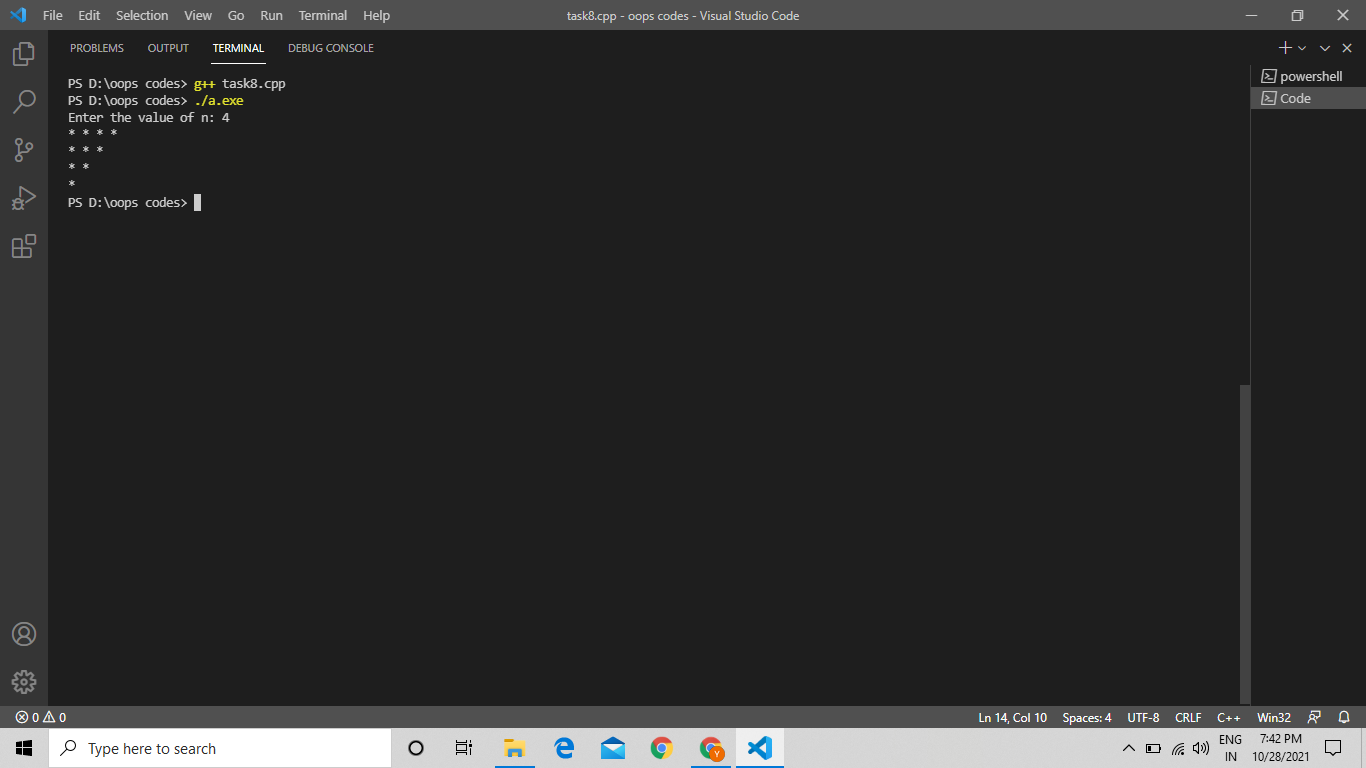 File Edit Selection View Go Run Terminal Help task8.cpp - oops codes - Visual Studio Code
PROBLEMS OUTPUT TERMINAL DEBUG CONSOLE
PS D:\oops codes> g++ task8.cpp
PS D:\oops codes> ./a.exe
Enter the value of n: 4
* * * *
* * *
* *
*
PS D:\oops codes>
powershell
Code
0 0 Ln 14, Col 10 Spaces: 4 UTF-8 CRLF C++ Win32
Type here to search
Y
ENG
IN
7:42 PM
10/28/2021